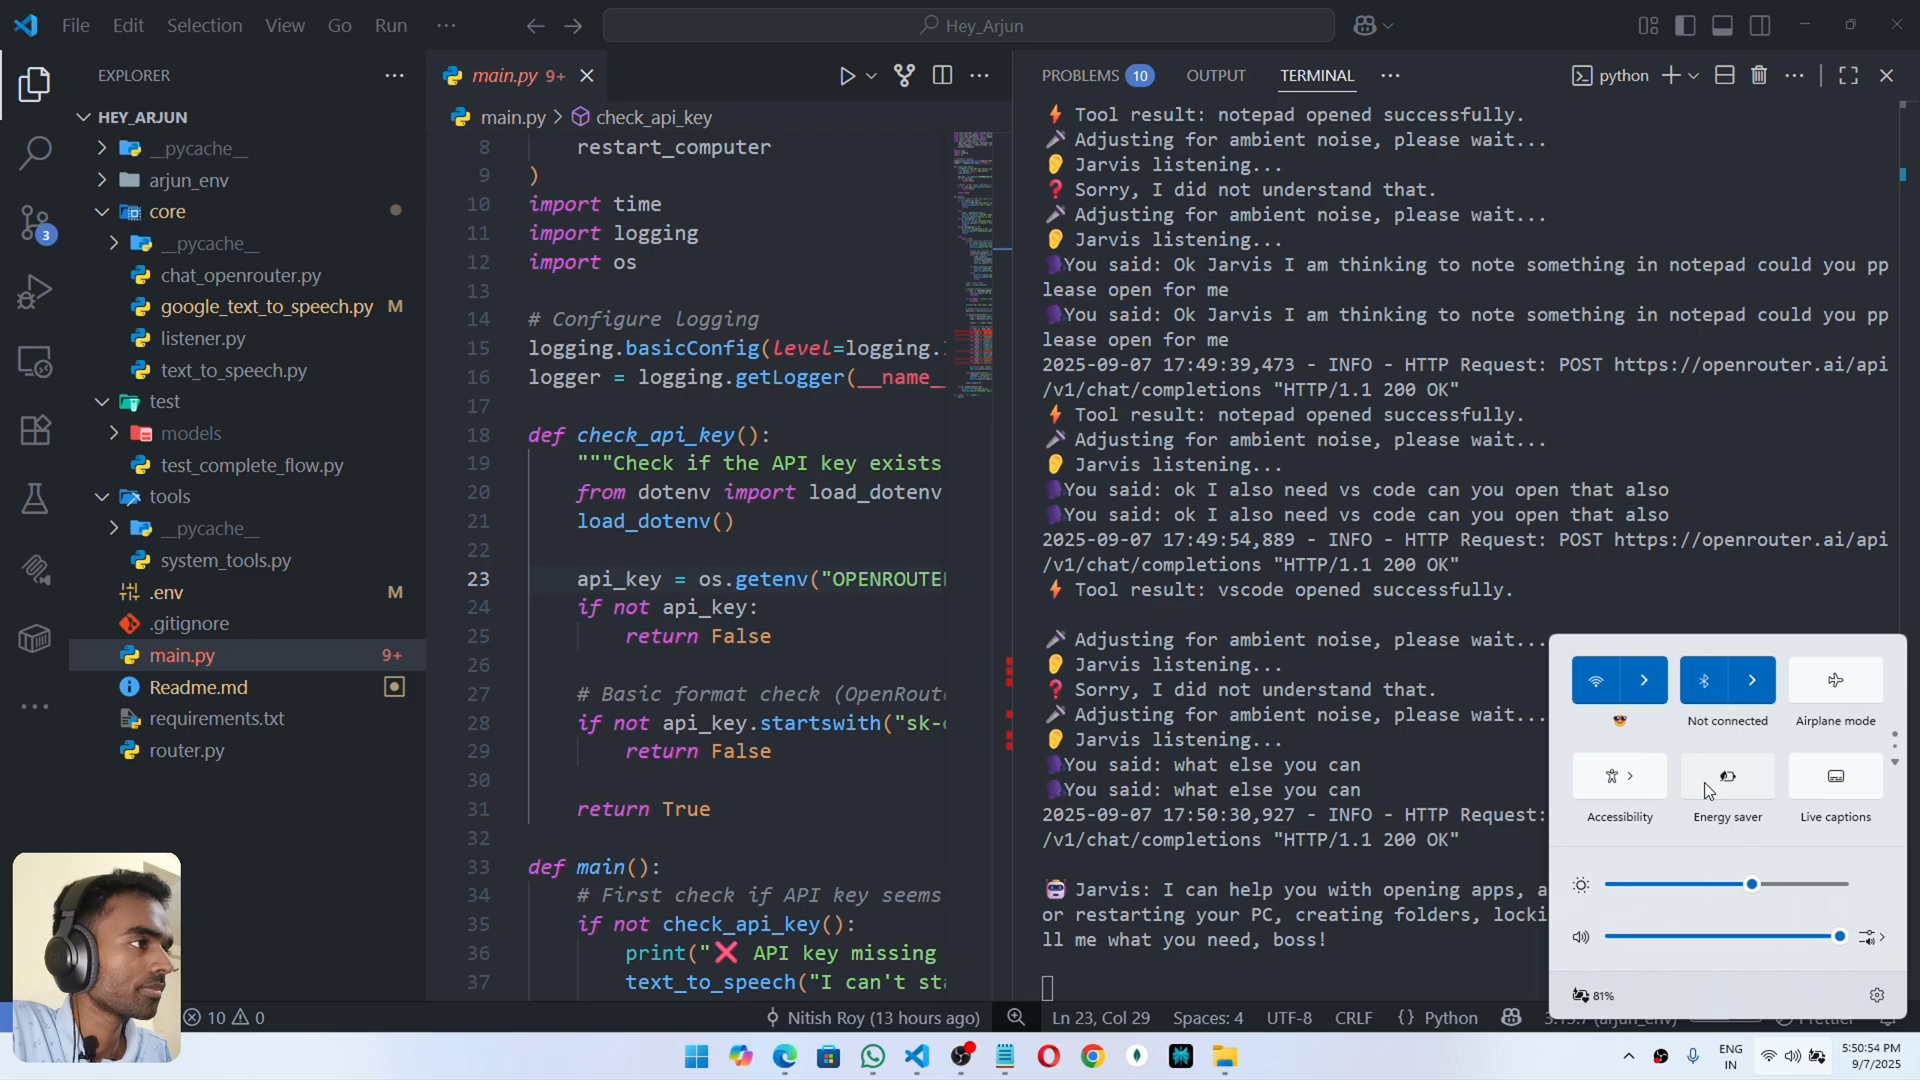 File Edit Selection View Go Run ···
Hey_Arjun
EXPLORER
HEY_ARJUN
__pycache__
arjun_env
core
__pycache__
chat_openrouter.py
google_text_to_speech.py M
listener.py
text_to_speech.py
test
models
test_complete_flow.py
tools
__pycache__
system_tools.py
.env M
.gitignore
main.py 9+
Readme.md
requirements.txt
router.py
3
main.py 9+
main.py > check_api_key
8 restart_computer
9 )
10 import time
11 import logging
12 import os
13
14 # Configure logging
15 logging.basicConfig(level=logging.
16 logger = logging.getLogger(__name_
17
18 def check_api_key():
19 """Check if the API key exists
20 from dotenv import load_dotenv
21 load_dotenv()
22
23 api_key = os.getenv("OPENROUTE
24 if not api_key:
25 return False
26
27 # Basic format check (OpenRout
28 if not api_key.startswith("sk-
29 return False
30
31 return True
32
33 def main():
34 # First check if API key seems
35 if not check_api_key():
36 print("❌ API key missing
37 text_to_speech("I can't st
PROBLEMS 10 OUTPUT TERMINAL ···
python
⚡ Tool result: notepad opened successfully.
🎤 Adjusting for ambient noise, please wait...
👂 Jarvis listening...
❓ Sorry, I did not understand that.
🎤 Adjusting for ambient noise, please wait...
👂 Jarvis listening...
🗣You said: Ok Jarvis I am thinking to note something in notepad could you pp
lease open for me
🗣You said: Ok Jarvis I am thinking to note something in notepad could you pp
lease open for me
2025-09-07 17:49:39,473 - INFO - HTTP Request: POST https://openrouter.ai/api
/v1/chat/completions "HTTP/1.1 200 OK"
⚡ Tool result: notepad opened successfully.
🎤 Adjusting for ambient noise, please wait...
👂 Jarvis listening...
🗣You said: ok I also need vs code can you open that also
🗣You said: ok I also need vs code can you open that also
2025-09-07 17:49:54,889 - INFO - HTTP Request: POST https://openrouter.ai/api
/v1/chat/completions "HTTP/1.1 200 OK"
⚡ Tool result: vscode opened successfully.
🎤 Adjusting for ambient noise, please wait...
👂 Jarvis listening...
❓ Sorry, I did not understand that.
🎤 Adjusting for ambient noise, please wait...
👂 Jarvis listening...
🗣You said: what else you can
🗣You said: what else you can
2025-09-07 17:50:30,927 - INFO - HTTP Request:
/v1/chat/completions "HTTP/1.1 200 OK"
🤖 Jarvis: I can help you with opening apps, a
or restarting your PC, creating folders, locki
ll me what you need, boss!
😎 Not connected Airplane mode
Accessibility Energy saver Live captions
81%
10 0 Nitish Roy (13 hours ago) Ln 23, Col 29 Spaces: 4 UTF-8 CRLF {} Python
ENG
IN
5:50:54 PM
9/7/2025